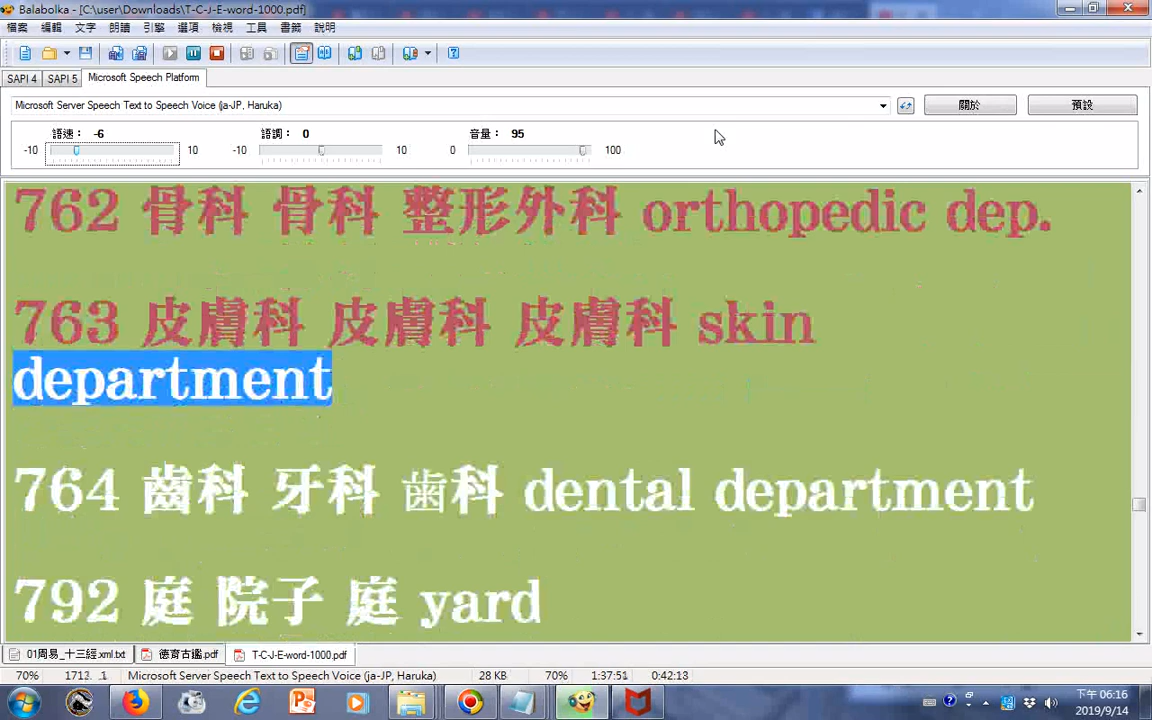 Balabolka - [C:\user\Downloads\T-C-J-E-word-1000.pdf]
檔案 編輯 文字 朗讀 引擎 選項 檢視 工具 書籤 說明
SAPI 4 SAPI 5 Microsoft Speech Platform
Microsoft Server Speech Text to Speech Voice (ja-JP, Haruka) 關於 預設
語速： -6 語調： 0 音量： 95
-10 10 -10 10 0 100
762 骨科 骨科 整形外科 orthopedic dep.
763 皮膚科 皮膚科 皮膚科 skin
department
764 齒科 牙科 歯科 dental department
792 庭 院子 庭 yard
01周易_十三經.xml.txt 德育古鑑.pdf T-C-J-E-word-1000.pdf
70% 1712. .1 Microsoft Server Speech Text to Speech Voice (ja-JP, Haruka) 28 KB 70% 1:37:51 0:42:13
下午 06:16
2019/9/14